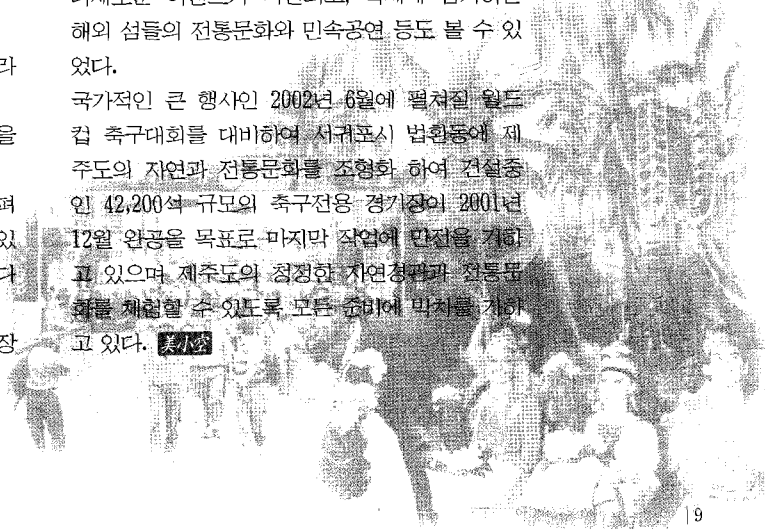 해외 섬들의 전통문화와 민속공연 등도 볼 수 있
었다.
국가적인 큰 행사인 2002년 6월에 펼쳐질 월드
컵 축구대회를 대비하여 서귀포시 법환동에 제
주도의 자연과 전통문화를 조형화 하여 건설중
인 42,200석 규모의 축구전용 경기장이 2001년
12월 완공을 목표로 마지막 작업에 만전을 기하
고 있으며 제주도의 청정한 자연경관과 전통문
화를 체험할 수 있도록 모든 준비에 박차를 가하
고 있다.
라
을
펴
있
다
장
9